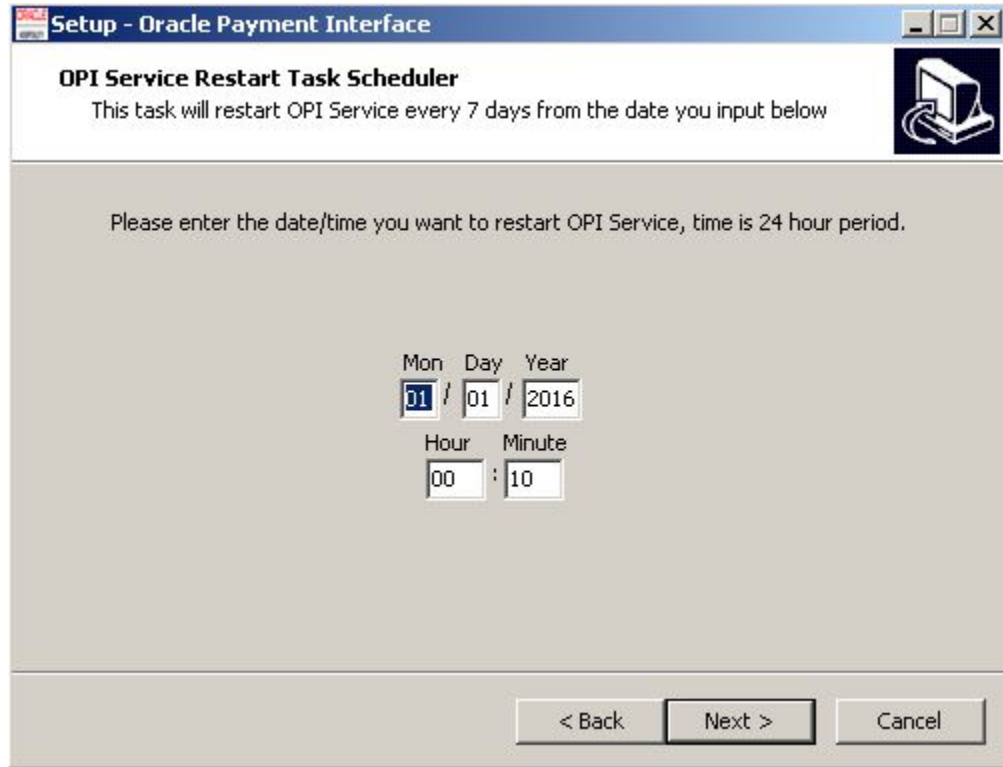 Setup - Oracle Payment Interface
OPI Service Restart Task Scheduler
This task will restart OPI Service every 7 days from the date you input below
Please enter the date/time you want to restart OPI Service, time is 24 hour period.
Mon Day Year
01 / 01 / 2016
Hour Minute
00 : 10
< Back Next > Cancel